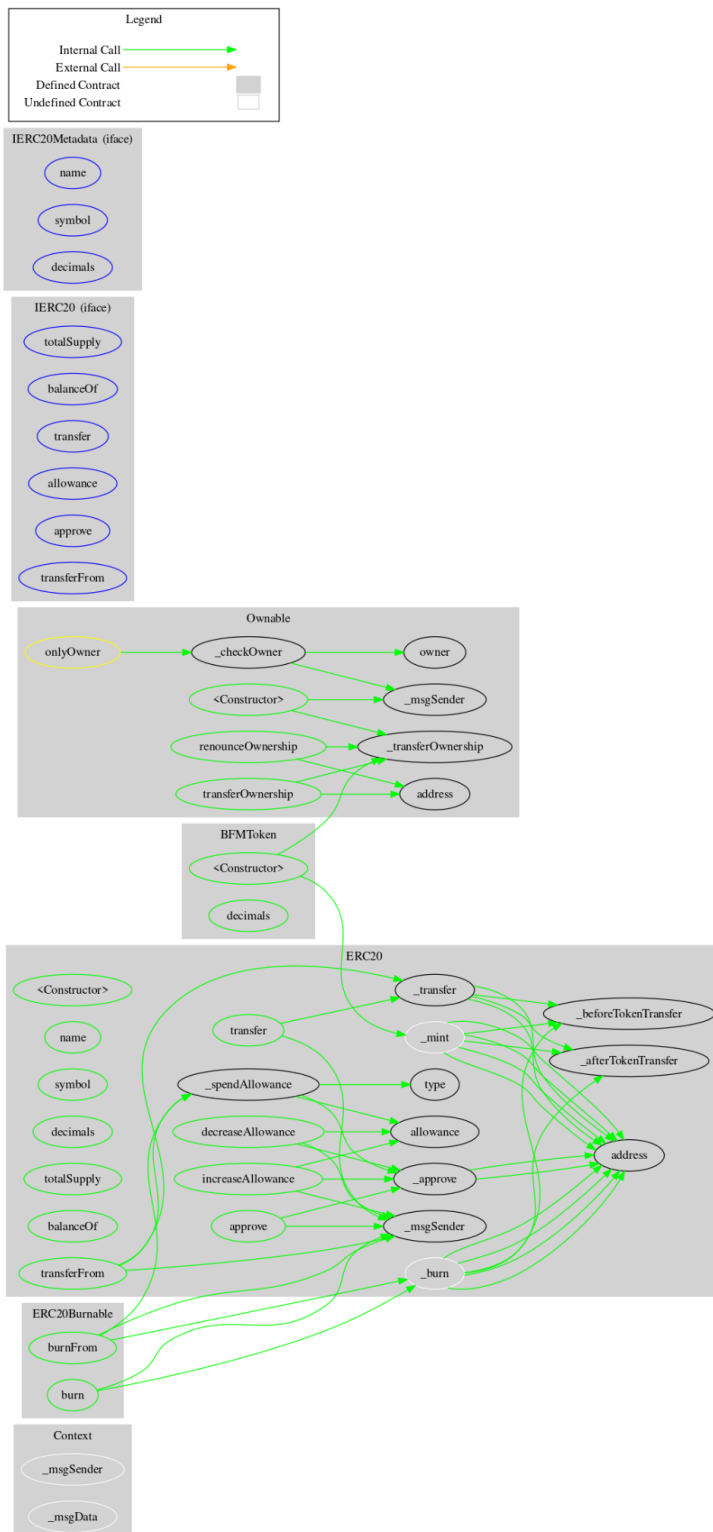 Legend
Internal Call
External Call
Defined Contract
Undefined Contract
IERC20Metadata (iface)
name
symbol
decimals
IERC20 (iface)
totalSupply
balanceOf
transfer
allowance
approve
transferFrom
Ownable
onlyOwner
_checkOwner
owner
<Constructor>
_msgSender
renounceOwnership
_transferOwnership
transferOwnership
address
BFMToken
<Constructor>
decimals
ERC20
<Constructor>
_transfer
name
transfer
_mint
_beforeTokenTransfer
symbol
_spendAllowance
type
_afterTokenTransfer
decimals
decreaseAllowance
allowance
address
totalSupply
increaseAllowance
_approve
balanceOf
approve
_msgSender
transferFrom
_burn
ERC20Burnable
burnFrom
burn
Context
_msgSender
_msgData